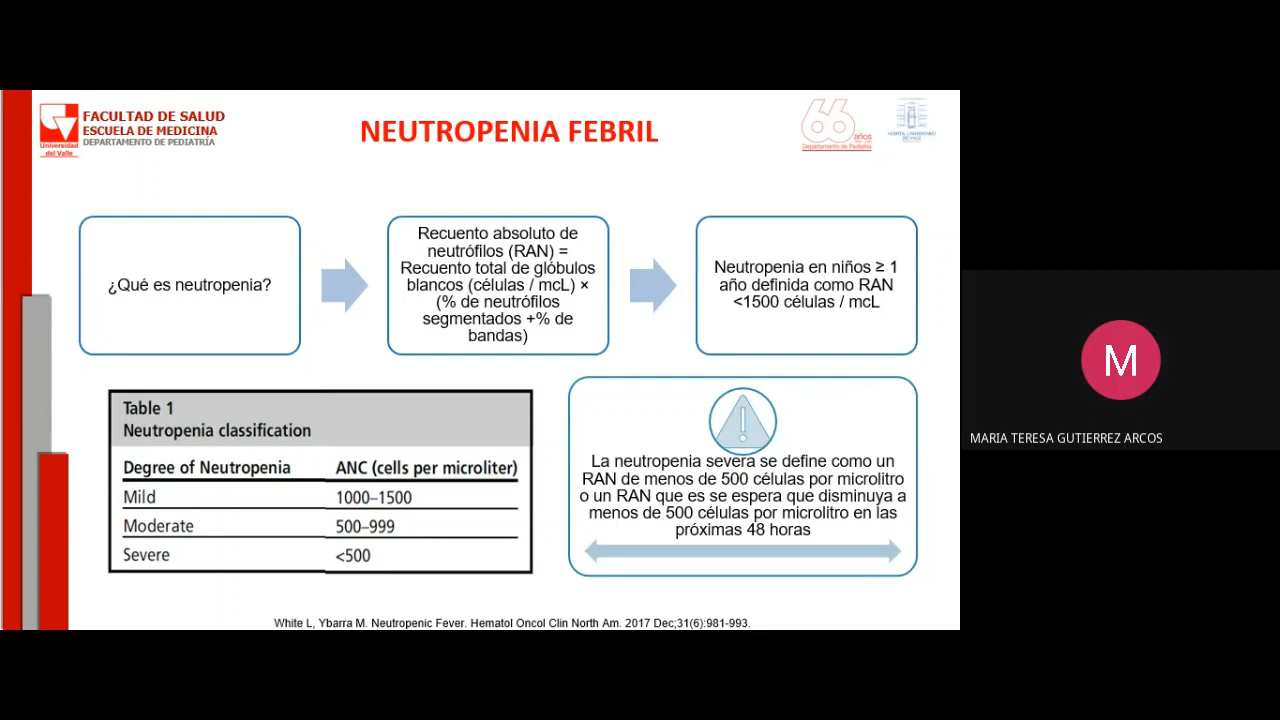 FACULTAD DE SALUD
ESCUELA DE MEDICINA
DEPARTAMENTO DE PEDIATRÍA
Universidad
del Valle
NEUTROPENIA FEBRIL
66 años
Departamento de Pediatría
HOSPITAL UNIVERSITARIO
DEL VALLE
¿Qué es neutropenia?
Recuento absoluto de
neutrófilos (RAN) =
Recuento total de glóbulos
blancos (células / mcL) ×
(% de neutrófilos
segmentados +% de
bandas)
Neutropenia en niños ≥ 1
año definida como RAN
<1500 células / mcL
Table 1
Neutropenia classification
Degree of Neutropenia ANC (cells per microliter)
Mild 1000–1500
Moderate 500–999
Severe <500
La neutropenia severa se define como un
RAN de menos de 500 células por microlitro
o un RAN que es se espera que disminuya a
menos de 500 células por microlitro en las
próximas 48 horas
White L, Ybarra M. Neutropenic Fever. Hematol Oncol Clin North Am. 2017 Dec;31(6):981-993.
M
MARIA TERESA GUTIERREZ ARCOS